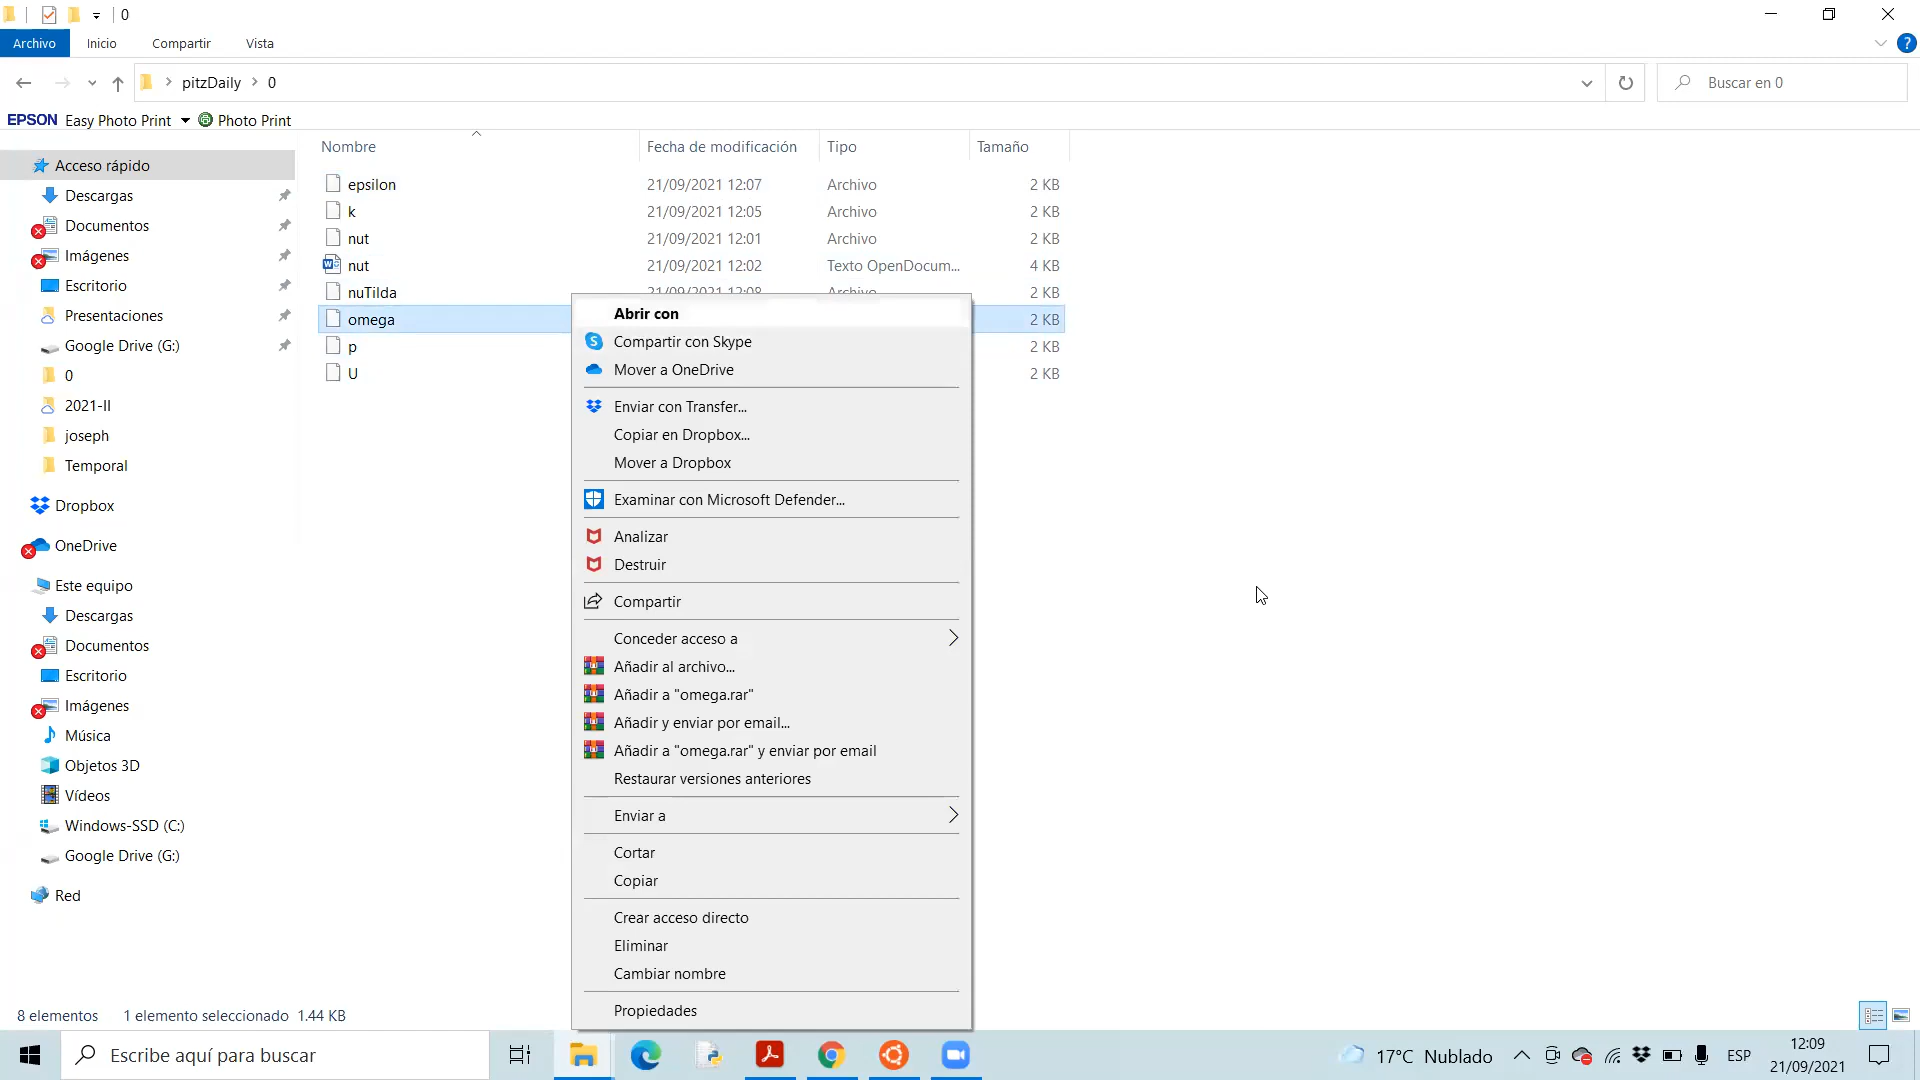 0
Archivo Inicio Compartir Vista
pitzDaily 0 Buscar en 0
EPSON Easy Photo Print Photo Print
Nombre Fecha de modificación Tipo Tamaño
Acceso rápido
Descargas
Documentos
Imágenes
Escritorio
Presentaciones
Google Drive (G:)
0
2021-II
joseph
Temporal
Dropbox
OneDrive
Este equipo
Descargas
Documentos
Escritorio
Imágenes
Música
Objetos 3D
Vídeos
Windows-SSD (C:)
Google Drive (G:)
Red
epsilon 21/09/2021 12:07 Archivo 2 KB
k 21/09/2021 12:05 Archivo 2 KB
nut 21/09/2021 12:01 Archivo 2 KB
nut 21/09/2021 12:02 Texto OpenDocum... 4 KB
nuTilda 21/09/2021 12:08 Archivo 2 KB
omega 2 KB
p 2 KB
U 2 KB
Abrir con
Compartir con Skype
Mover a OneDrive
Enviar con Transfer...
Copiar en Dropbox...
Mover a Dropbox
Examinar con Microsoft Defender...
Analizar
Destruir
Compartir
Conceder acceso a
Añadir al archivo...
Añadir a "omega.rar"
Añadir y enviar por email...
Añadir a "omega.rar" y enviar por email
Restaurar versiones anteriores
Enviar a
Cortar
Copiar
Crear acceso directo
Eliminar
Cambiar nombre
Propiedades
8 elementos 1 elemento seleccionado 1.44 KB
Escribe aquí para buscar
17°C Nublado
ESP
12:09
21/09/2021